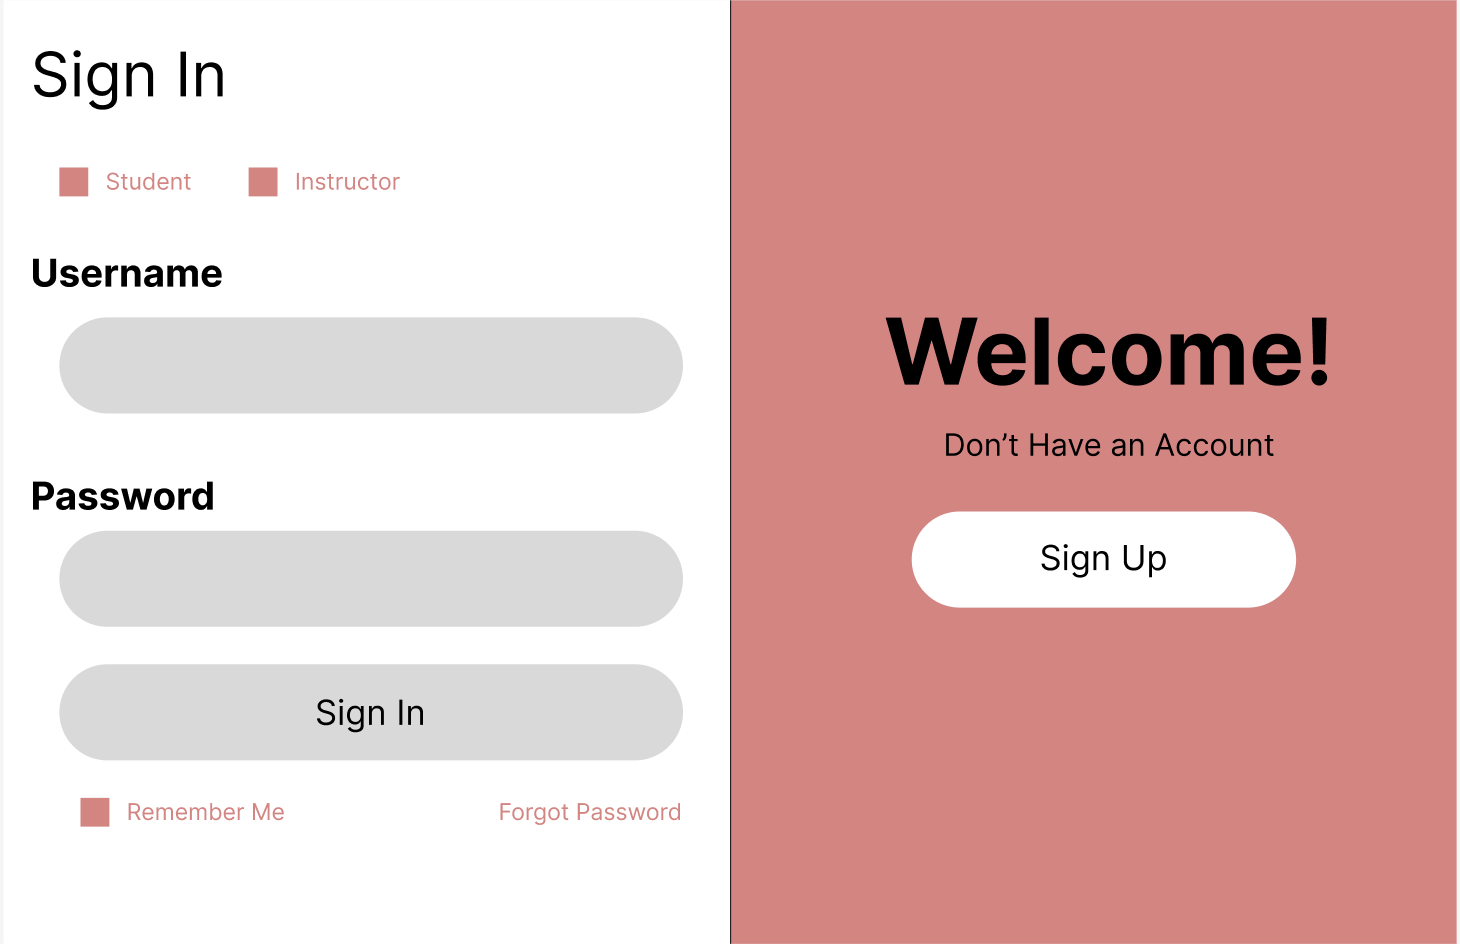 Sign In
Student
Instructor
Username
Password
Sign In
Remember Me
Forgot Password
Welcome!
Don’t Have an Account
Sign Up